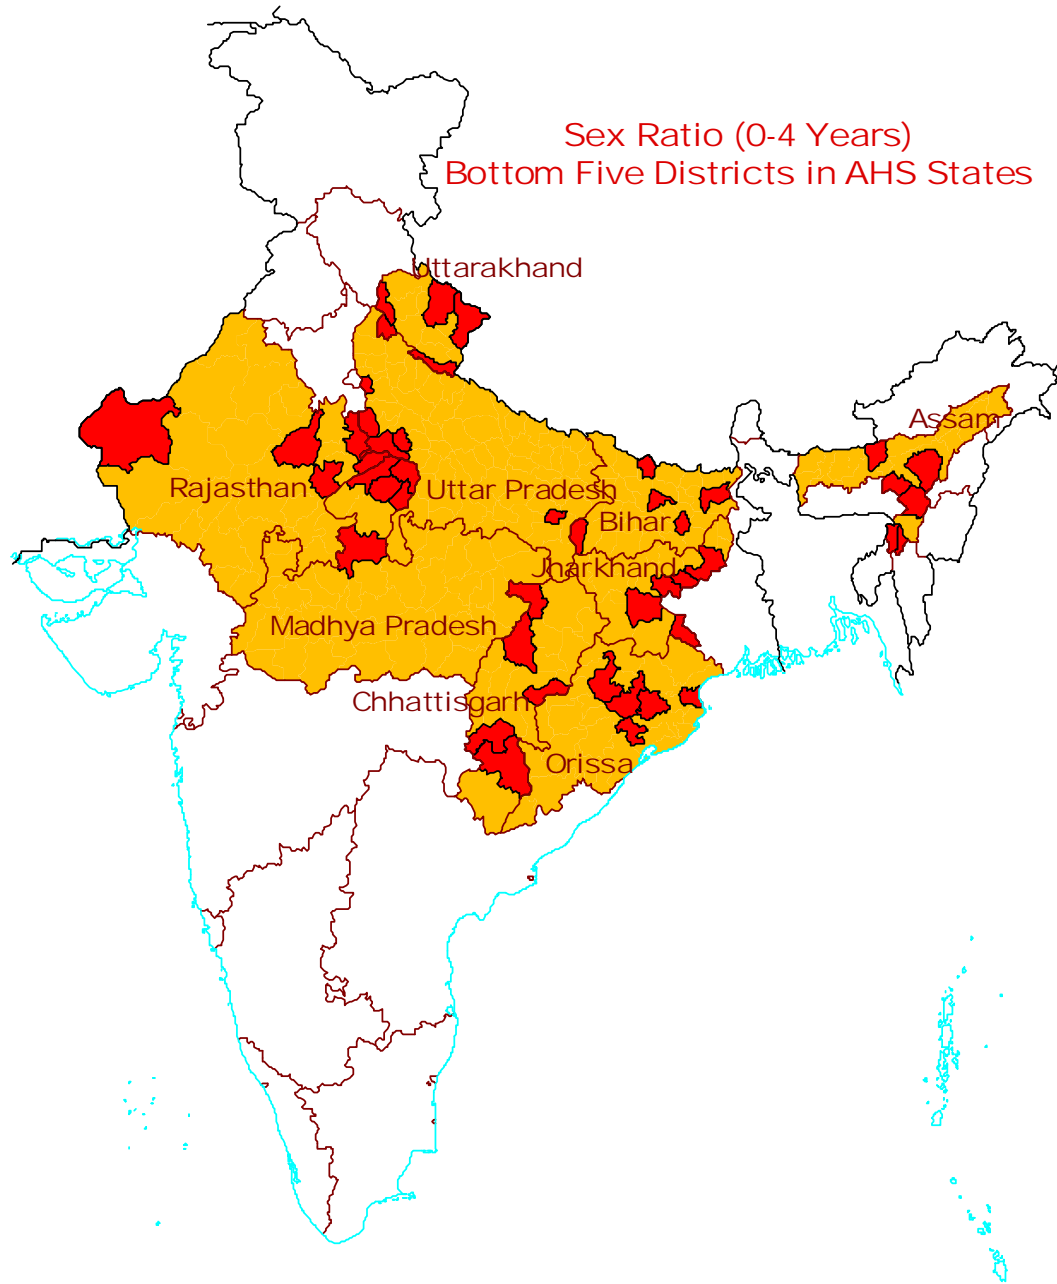 Sex Ratio (0-4 Years)
Bottom Five Districts in AHS States
Uttarakhand
Assam
Rajasthan
Uttar Pradesh
Bihar
Jharkhand
Madhya Pradesh
Chhattisgarh
Orissa